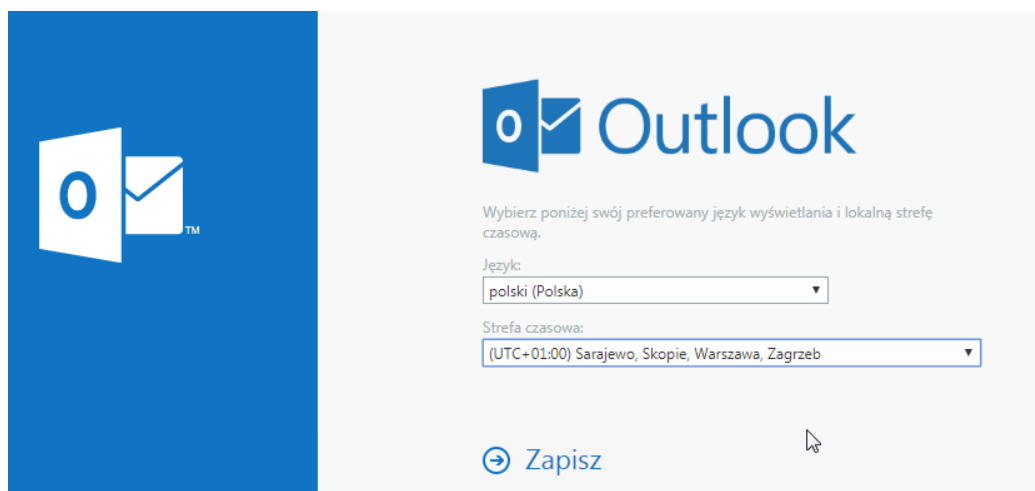 O
TM
O Outlook
Wybierz poniżej swój preferowany język wyświetlania i lokalną strefę
czasową.
Język:
polski (Polska)
Strefa czasowa:
(UTC+01:00) Sarajewo, Skopie, Warszawa, Zagrzeb
Zapisz